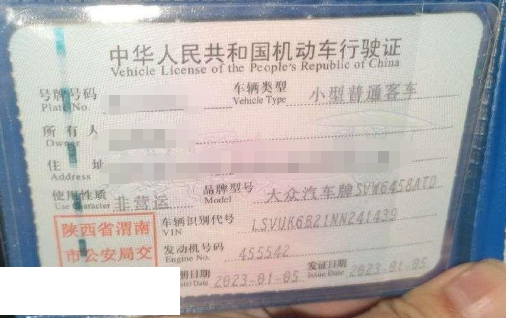 中华人民共和国机动车行驶证
Vehicle License of the People's Republic of China
号牌号码
Plate No.
车辆类型
Vehicle Type
小型普通客车
所有人
Owner
住址
Address
使用性质
Use Character
非营运
品牌型号
Model
大众汽车牌SVW6458ATD
陕西省渭南
市公安局交
车辆识别代号
VIN
LSVUK6B21NN241439
发动机号码
Engine No.
455542
册日期
ister Date
2023-01-05
发证日期
Issue Date
2023-01-05